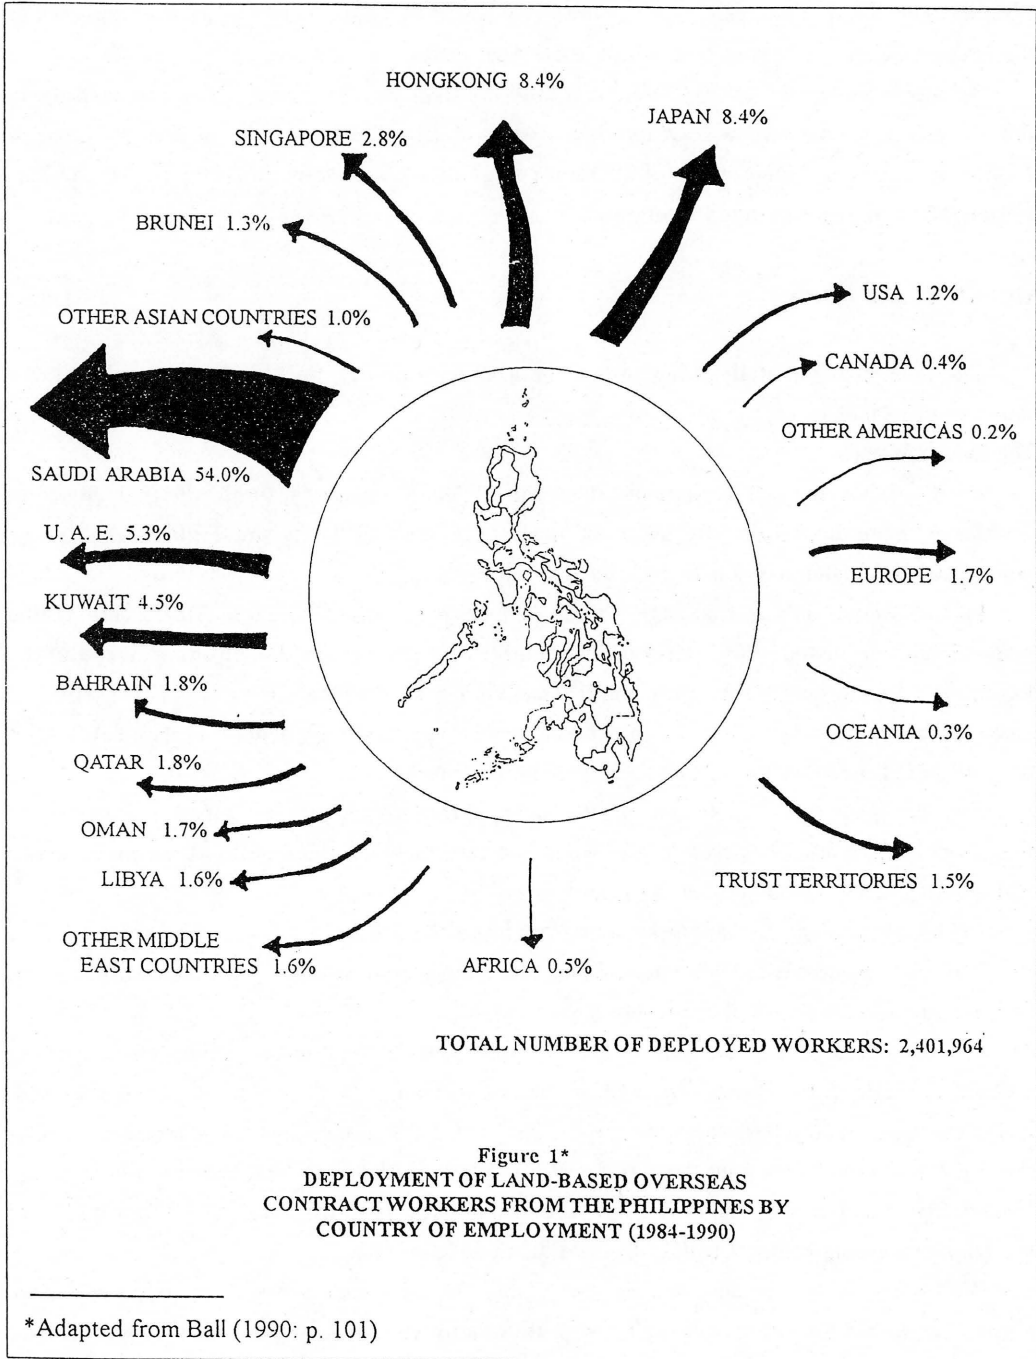 HONGKONG 8.4%
JAPAN 8.4%
SINGAPORE 2.8%
BRUNEI 1.3%
USA 1.2%
OTHER ASIAN COUNTRIES 1.0%
CANADA 0.4%
OTHER AMERICAS 0.2%
SAUDI ARABIA 54.0%
U. A. E. 5.3%
EUROPE 1.7%
KUWAIT 4.5%
BAHRAIN 1.8%
OCEANIA 0.3%
QATAR 1.8%
OMAN 1.7%
LIBYA 1.6%
TRUST TERRITORIES 1.5%
OTHER MIDDLE
EAST COUNTRIES 1.6%
AFRICA 0.5%
TOTAL NUMBER OF DEPLOYED WORKERS: 2,401,964
Figure 1*
DEPLOYMENT OF LAND-BASED OVERSEAS
CONTRACT WORKERS FROM THE PHILIPPINES BY
COUNTRY OF EMPLOYMENT (1984-1990)
*Adapted from Ball (1990: p. 101)